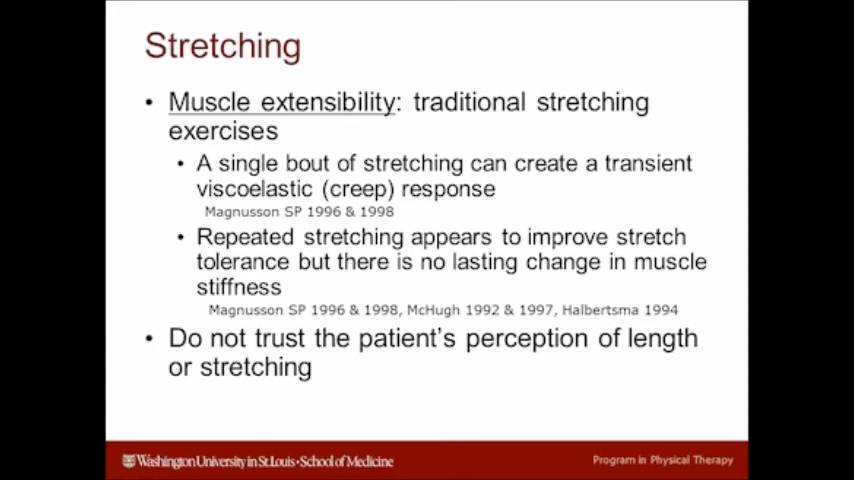 Stretching
• Muscle extensibility: traditional stretching
exercises
• A single bout of stretching can create a transient
viscoelastic (creep) response
Magnusson SP 1996 & 1998
• Repeated stretching appears to improve stretch
tolerance but there is no lasting change in muscle
stiffness
Magnusson SP 1996 & 1998, McHugh 1992 & 1997, Halbertsma 1994
• Do not trust the patient's perception of length
or stretching
Washington University in St. Louis • School of Medicine
Program in Physical Therapy